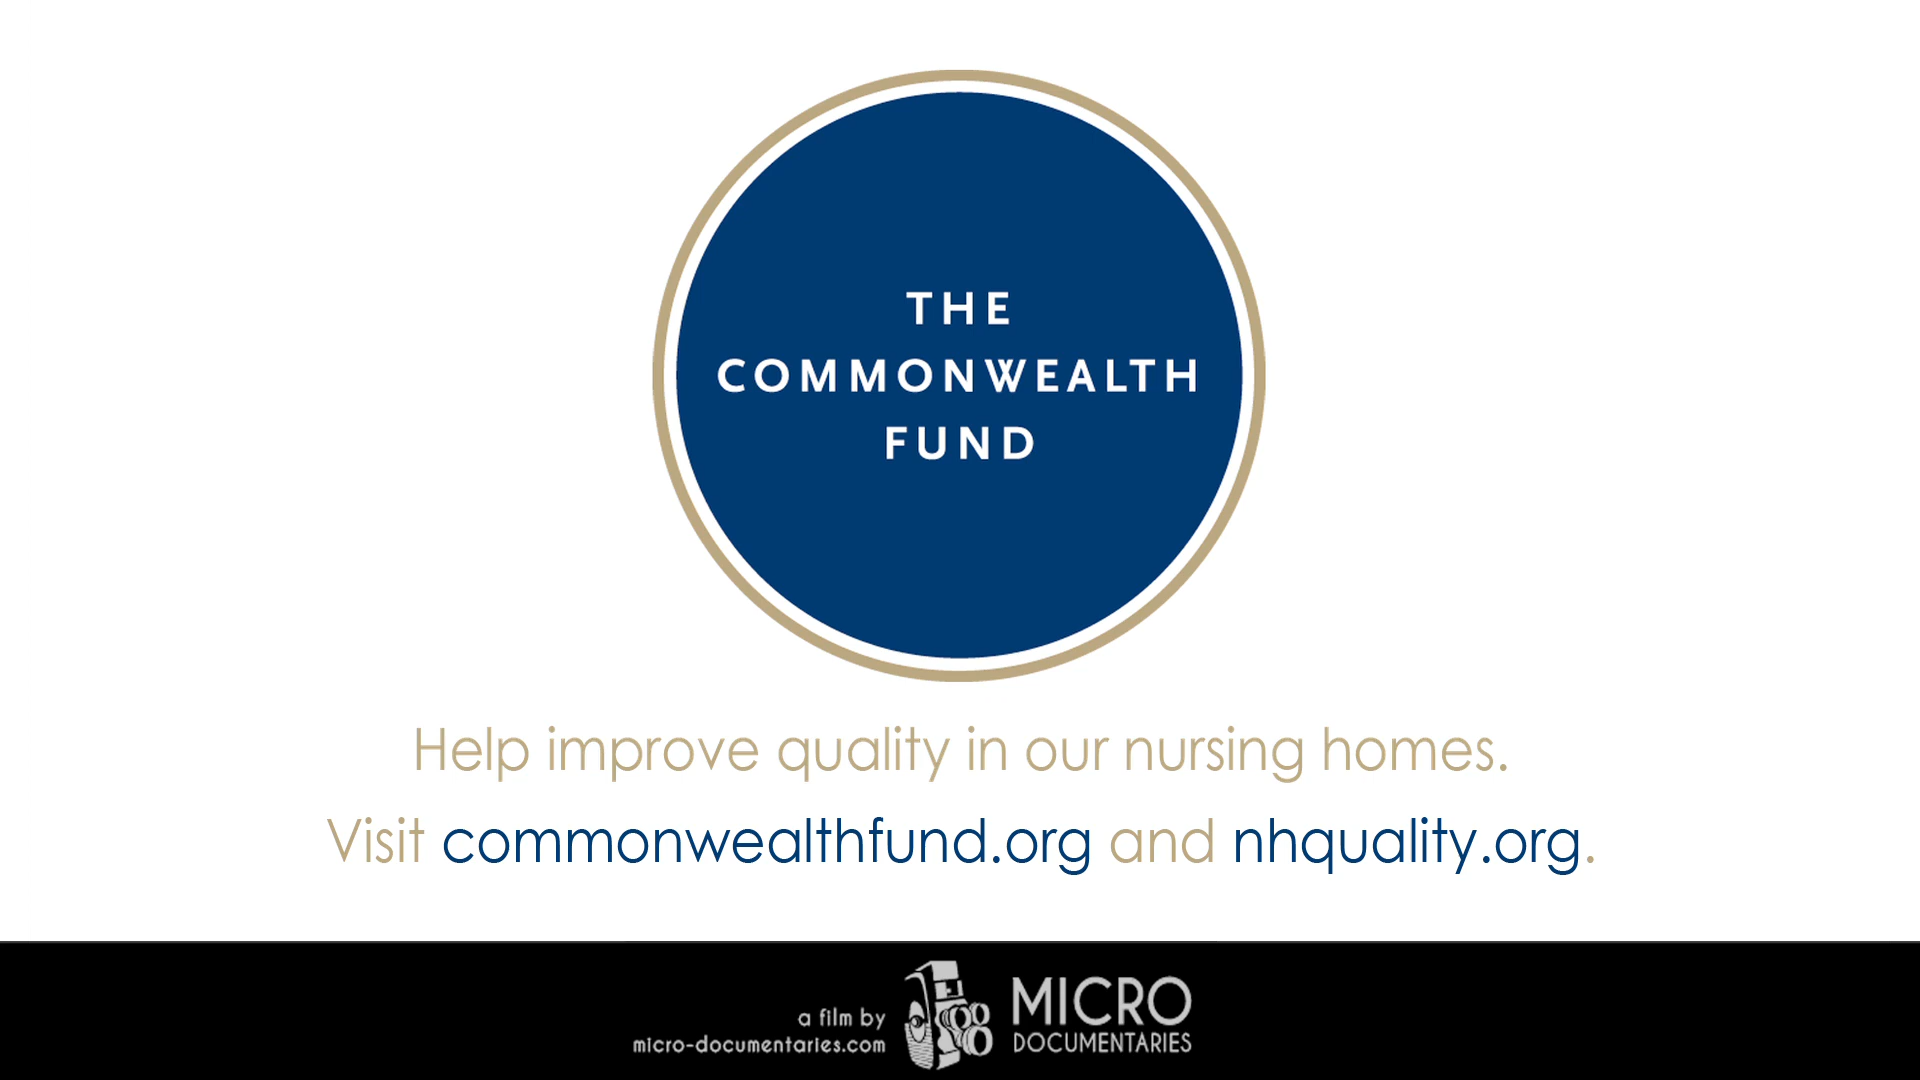 THE
COMMONWEALTH
FUND
Help improve quality in our nursing homes.
Visit commonwealthfund.org and nhquality.org.
a film by
micro-documentaries.com
MICRO
DOCUMENTARIES